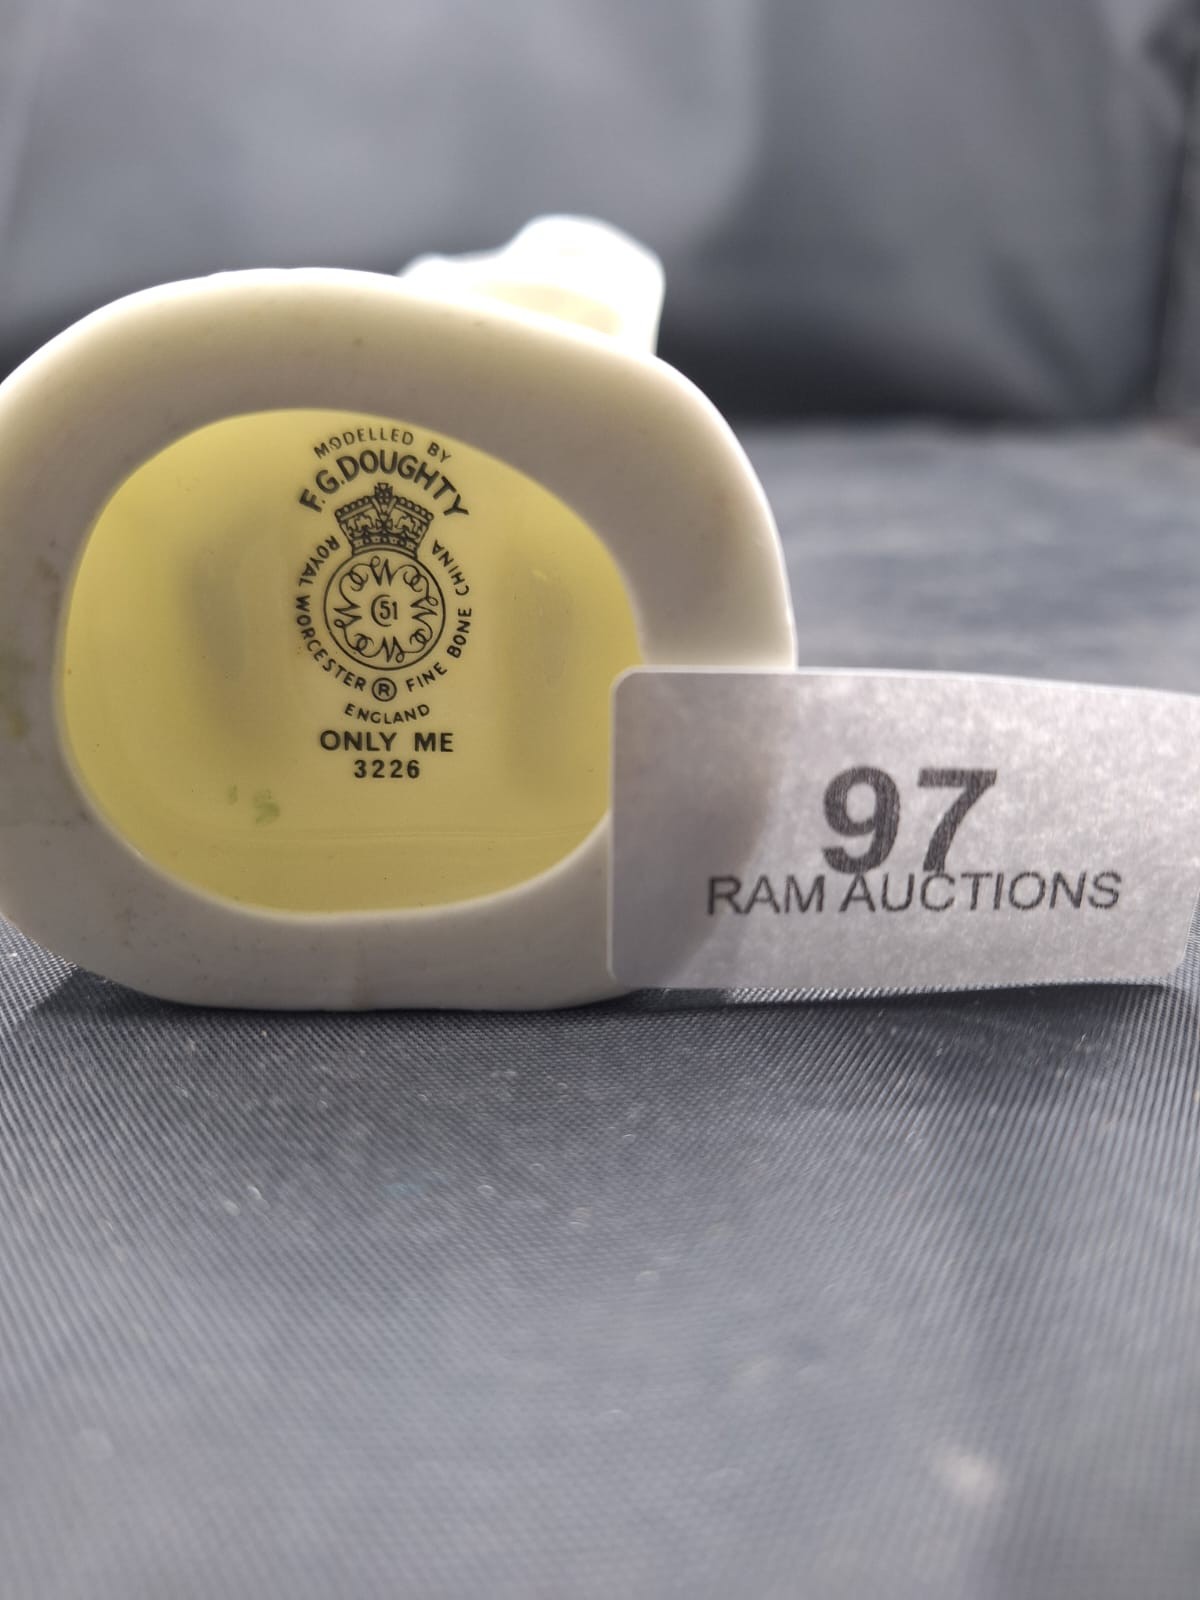 MODELLED BY
F.G.DOUGHTY
ROYAL WORCESTER ® FINE BONE CHINA
51
ENGLAND
ONLY ME
3226
97
RAM AUCTIONS